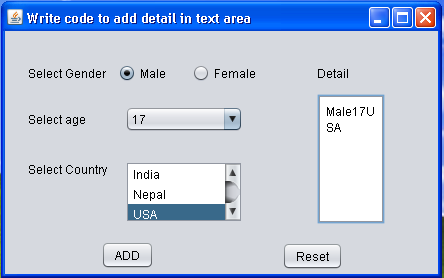 Write code to add detail in text area
Select Gender Male Female Detail
Select age 17
Male17U
SA
Select Country
India
Nepal
USA
ADD Reset